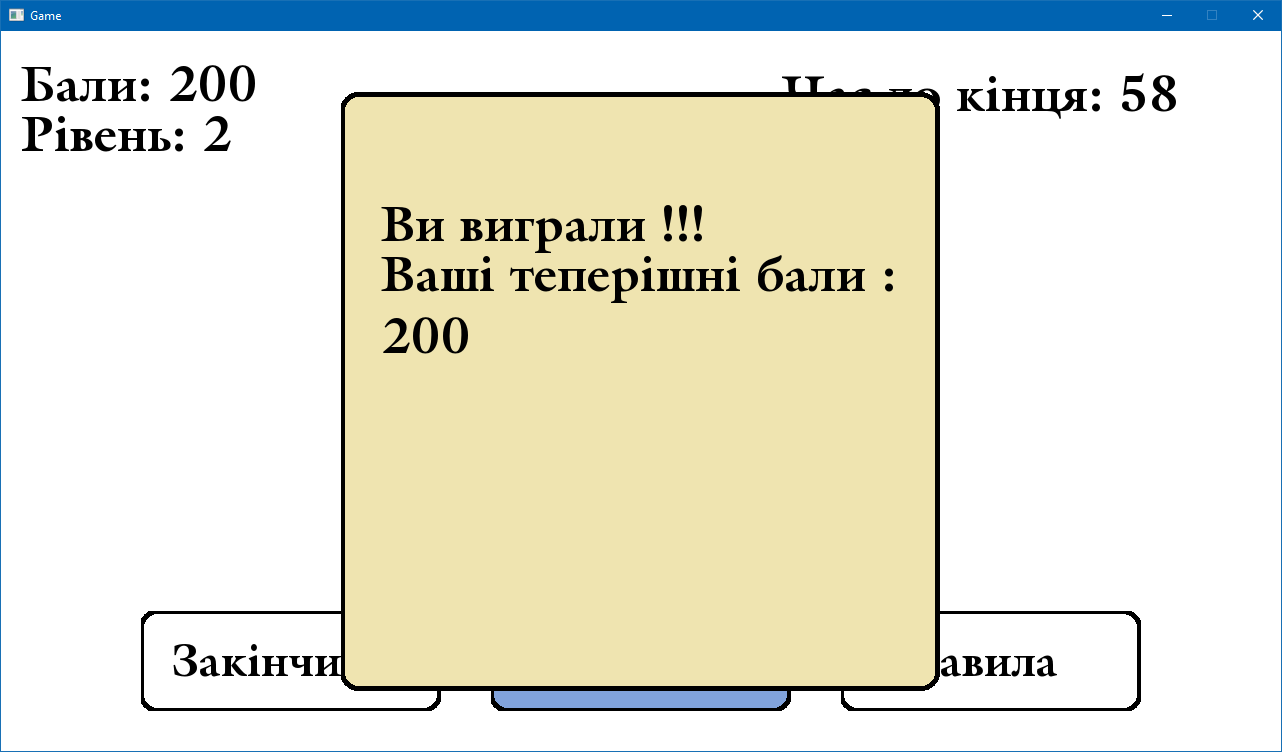 Game
Бали: 200
Рівень: 2
кінця: 58
Ви виграли !!!
Ваші теперішні бали :
200
Закінчи
авила